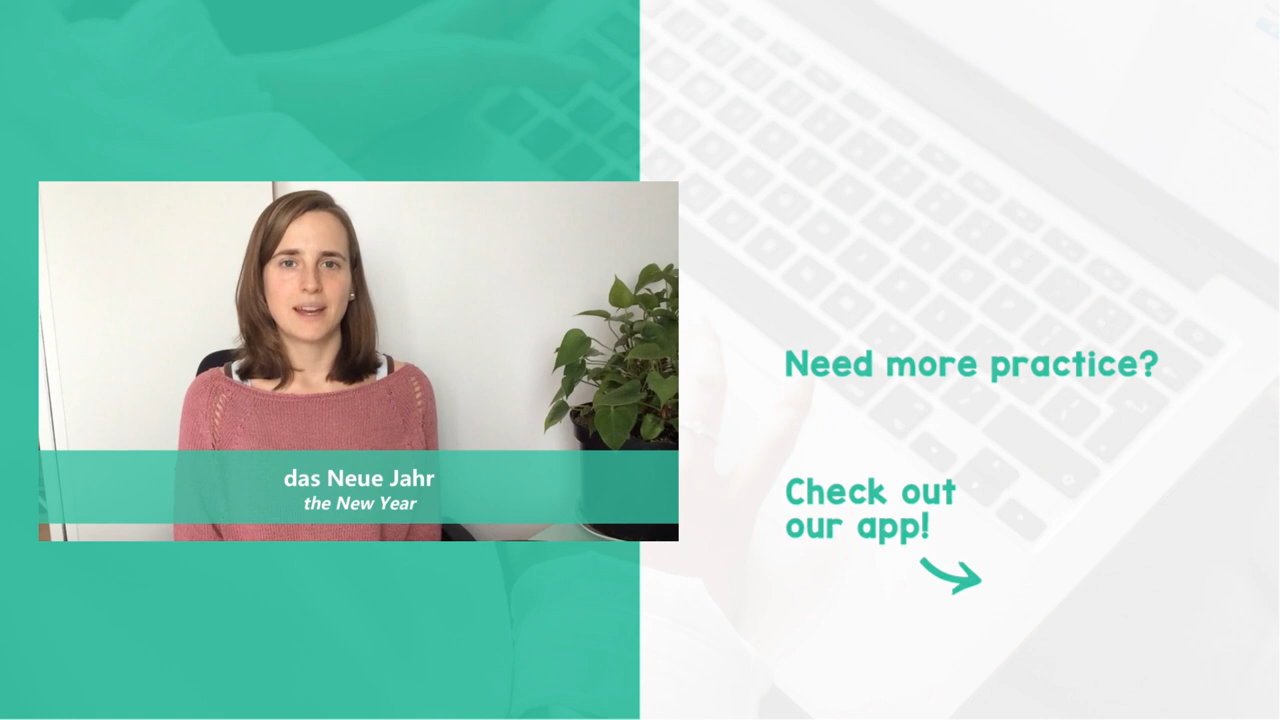 das Neue Jahr
the New Year
Need more practice?
Check out
our app!